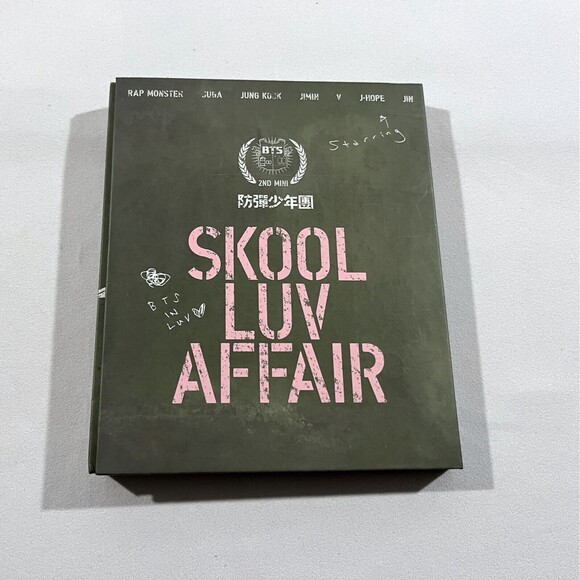 RAP MONSTER SUGA JUNG KOOK JIMIN V J-HOPE JIN
Starring
BTS
2ND MINI
防彈少年團
SKOOL
LUV
AFFAIR
BTS
IN
LUV